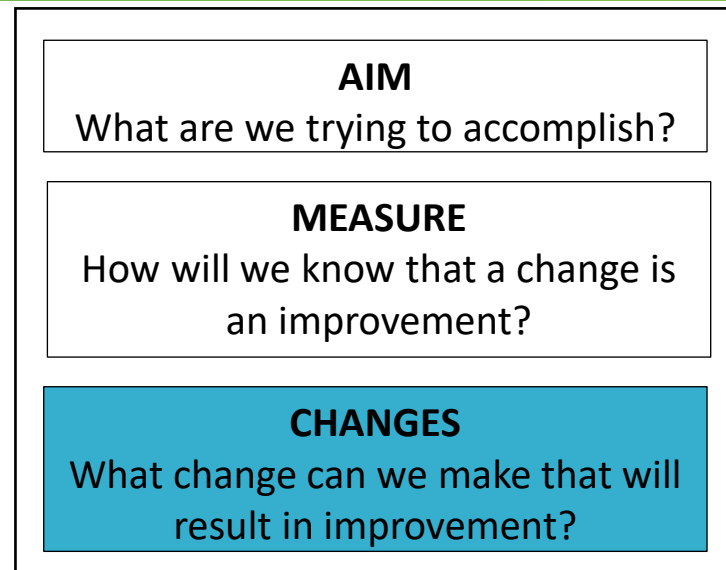 AIM
What are we trying to accomplish?
MEASURE
How will we know that a change is
an improvement?
CHANGES
What change can we make that will
result in improvement?